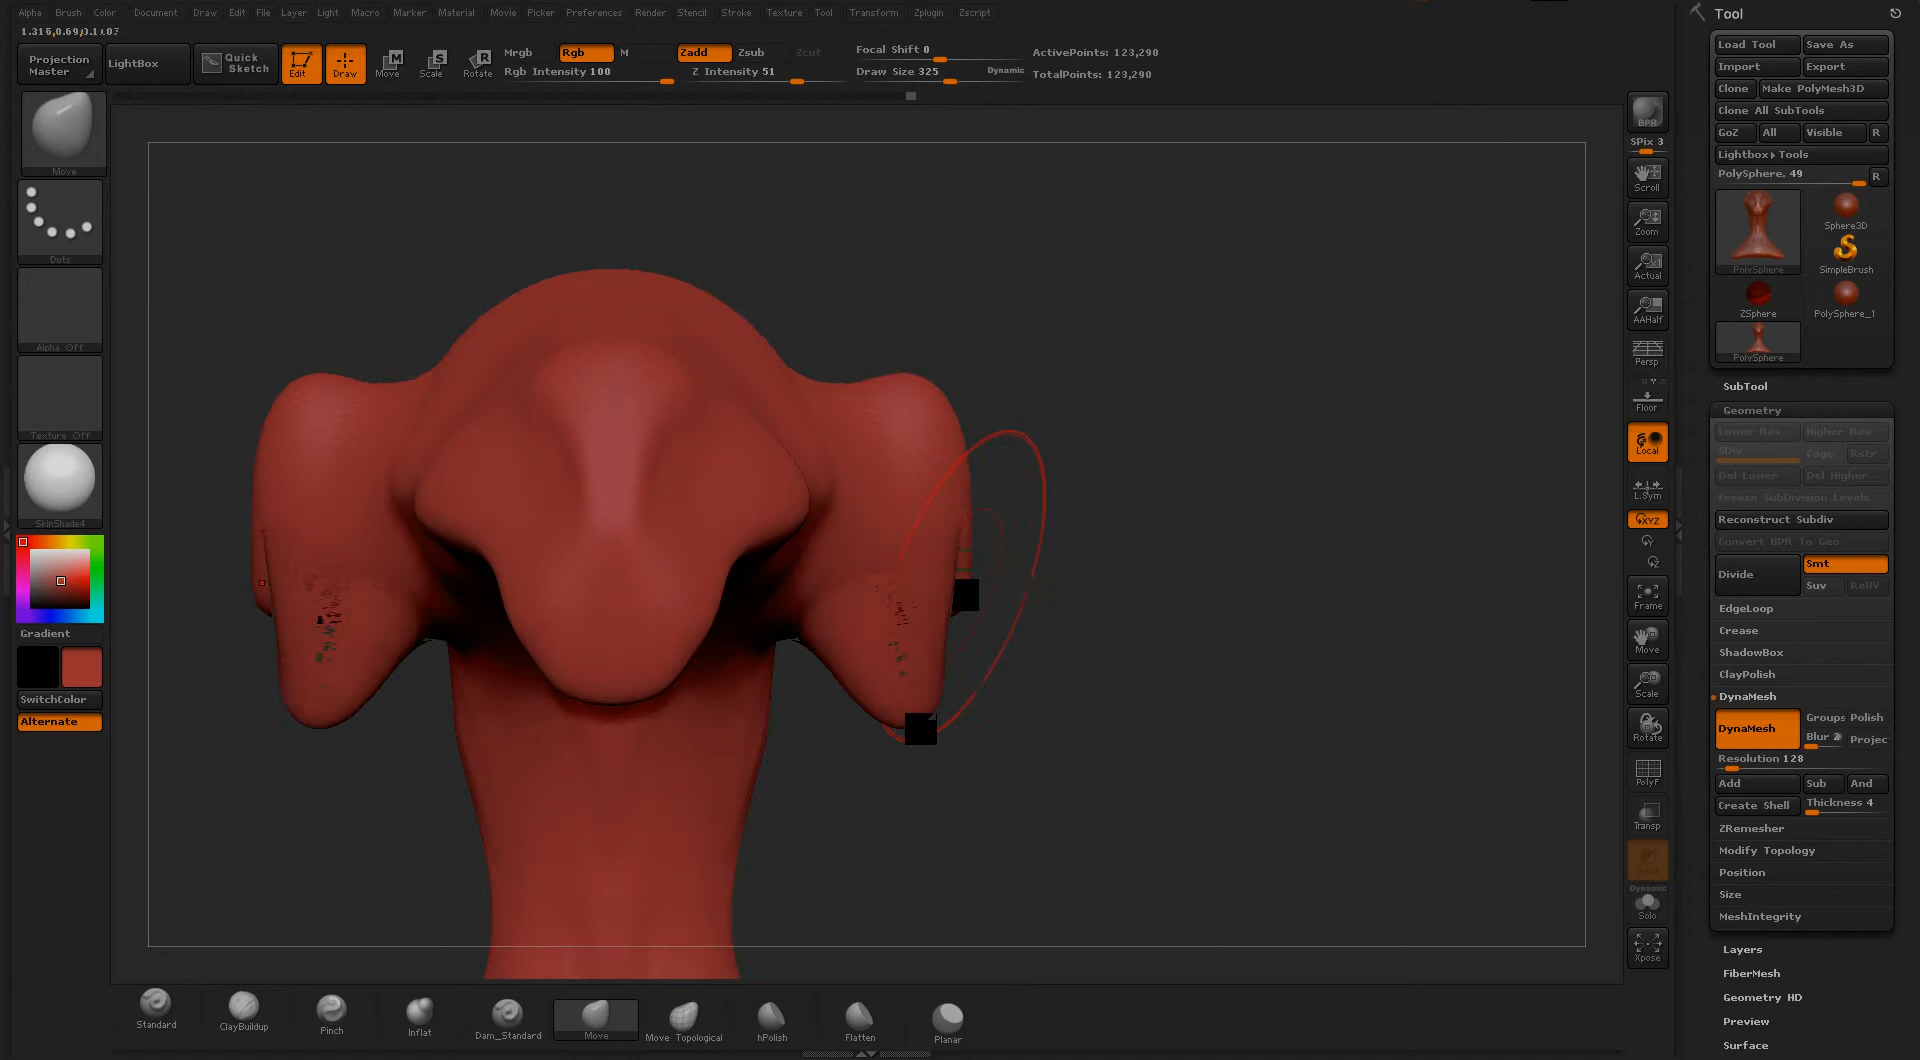 Alpha Brush Color Document Draw Edit File Layer Light Macro Marker Material Movie Picker Preferences Render Stencil Stroke Texture Tool Transform Zplugin Zscript
Projection Master
LightBox
Quick Sketch
Edit
Draw
Move
Scale
Rotate
Mrgb Rgb M
Rgb Intensity 100
Zadd Zsub Zcut
Z Intensity 51
Focal Shift 0
Draw Size 325
Dynamic
ActivePoints: 123,290
TotalPoints: 123,290
Move
Dots
Alpha Off
Texture Off
SkinShade4
Gradient
SwitchColor
Alternate
BPR
SPix 3
Scroll
Zoom
Actual
AAHalf
Persp
Floor
Local
L.Sym
XYZ
Y
Z
Frame
Move
Scale
Rotate
PolyF
Transp
Dynamic
Solo
Xpose
Tool
Load Tool Save As
Import Export
Clone Make PolyMesh3D
Clone All SubTools
GoZ All Visible R
Lightbox▸Tools
PolySphere. 49 R
PolySphere
Sphere3D
SimpleBrush
ZSphere
PolySphere_1
PolySphere
SubTool
Geometry
Lower Res Higher Res
SDiv Cage Rstr
Del Lower Del Higher
Freeze SubDivision Levels
Reconstruct Subdiv
Convert BPR To Geo
Divide Smt
Suv ReUV
EdgeLoop
Crease
ShadowBox
ClayPolish
DynaMesh
DynaMesh Groups Polish
Blur 2 Projec
Resolution 128
Add Sub And
Create Shell Thickness 4
ZRemesher
Modify Topology
Position
Size
MeshIntegrity
Layers
FiberMesh
Geometry HD
Preview
Surface
Standard
ClayBuildup
Pinch
Inflat
Dam_Standard
Move
Move Topological
hPolish
Flatten
Planar